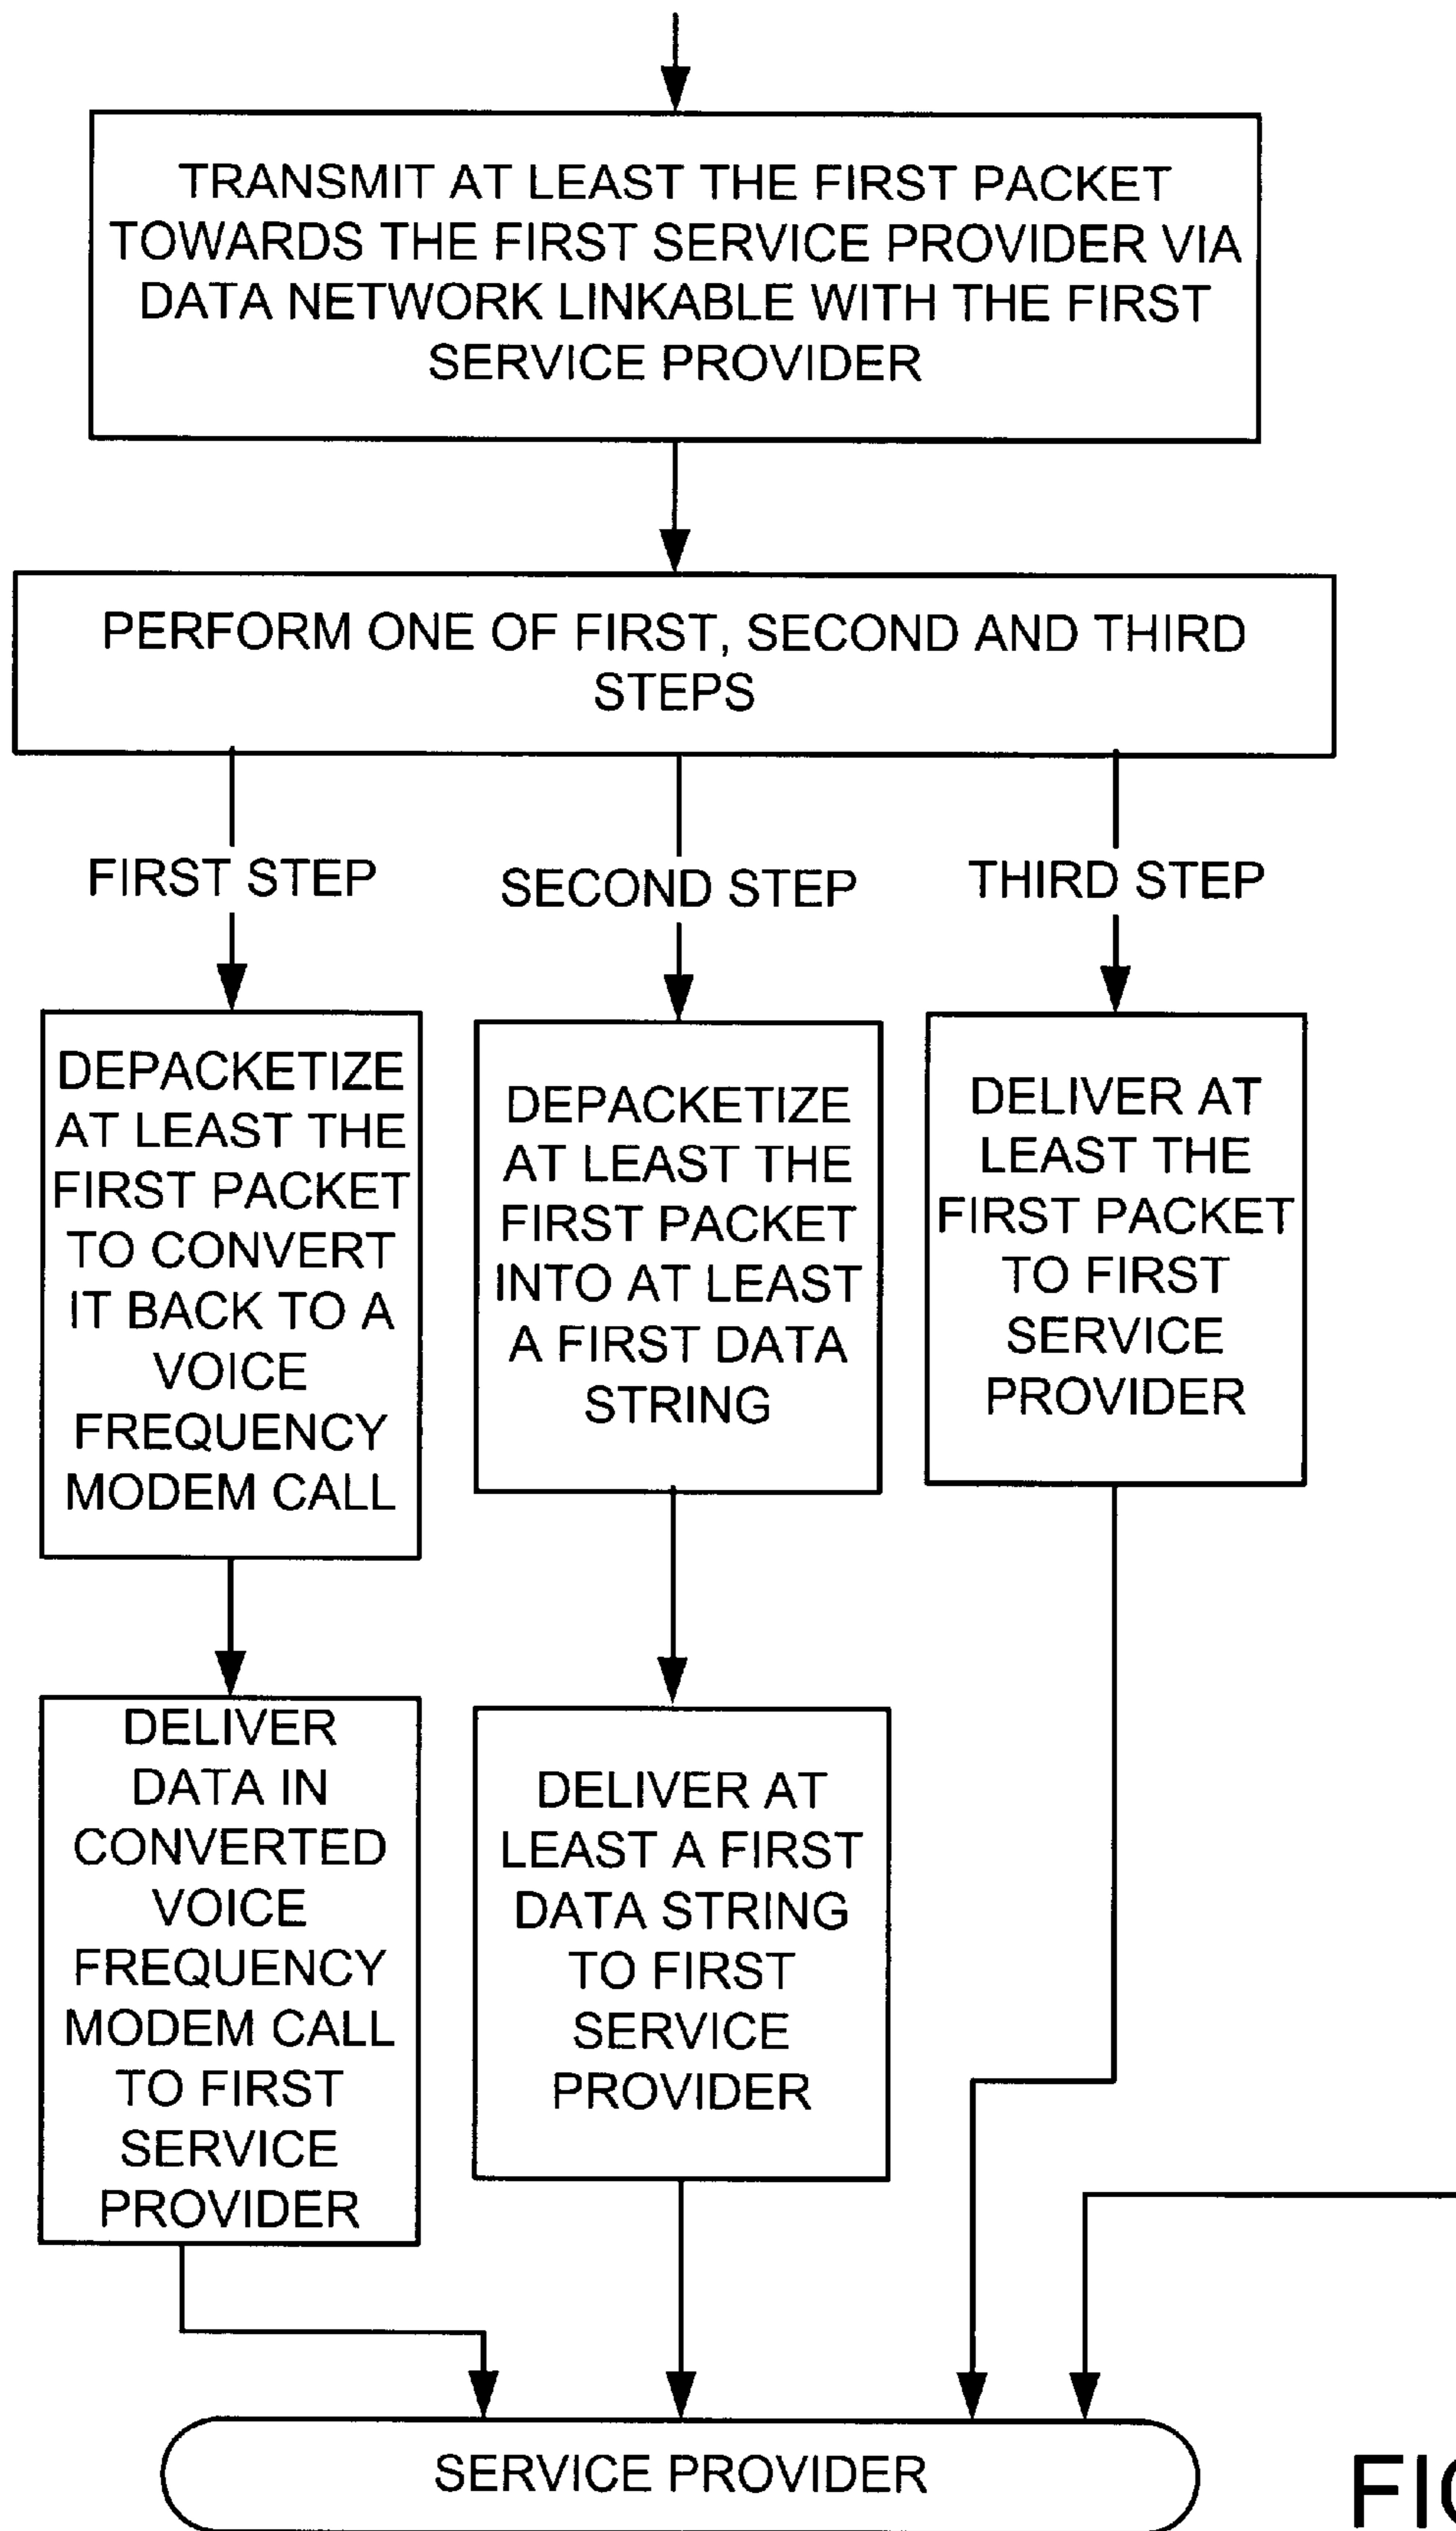 TRANSMIT AT LEAST THE FIRST PACKET
TOWARDS THE FIRST SERVICE PROVIDER VIA
DATA NETWORK LINKABLE WITH THE FIRST
SERVICE PROVIDER
PERFORM ONE OF FIRST, SECOND AND THIRD
STEPS
FIRST STEP
SECOND STEP
THIRD STEP
DEPACKETIZE
AT LEAST THE
FIRST PACKET
TO CONVERT
IT BACK TO A
VOICE
FREQUENCY
MODEM CALL
DEPACKETIZE
AT LEAST THE
FIRST PACKET
INTO AT LEAST
A FIRST DATA
STRING
DELIVER AT
LEAST THE
FIRST PACKET
TO FIRST
SERVICE
PROVIDER
DELIVER
DATA IN
CONVERTED
VOICE
FREQUENCY
MODEM CALL
TO FIRST
SERVICE
PROVIDER
DELIVER AT
LEAST A FIRST
DATA STRING
TO FIRST
SERVICE
PROVIDER
SERVICE PROVIDER